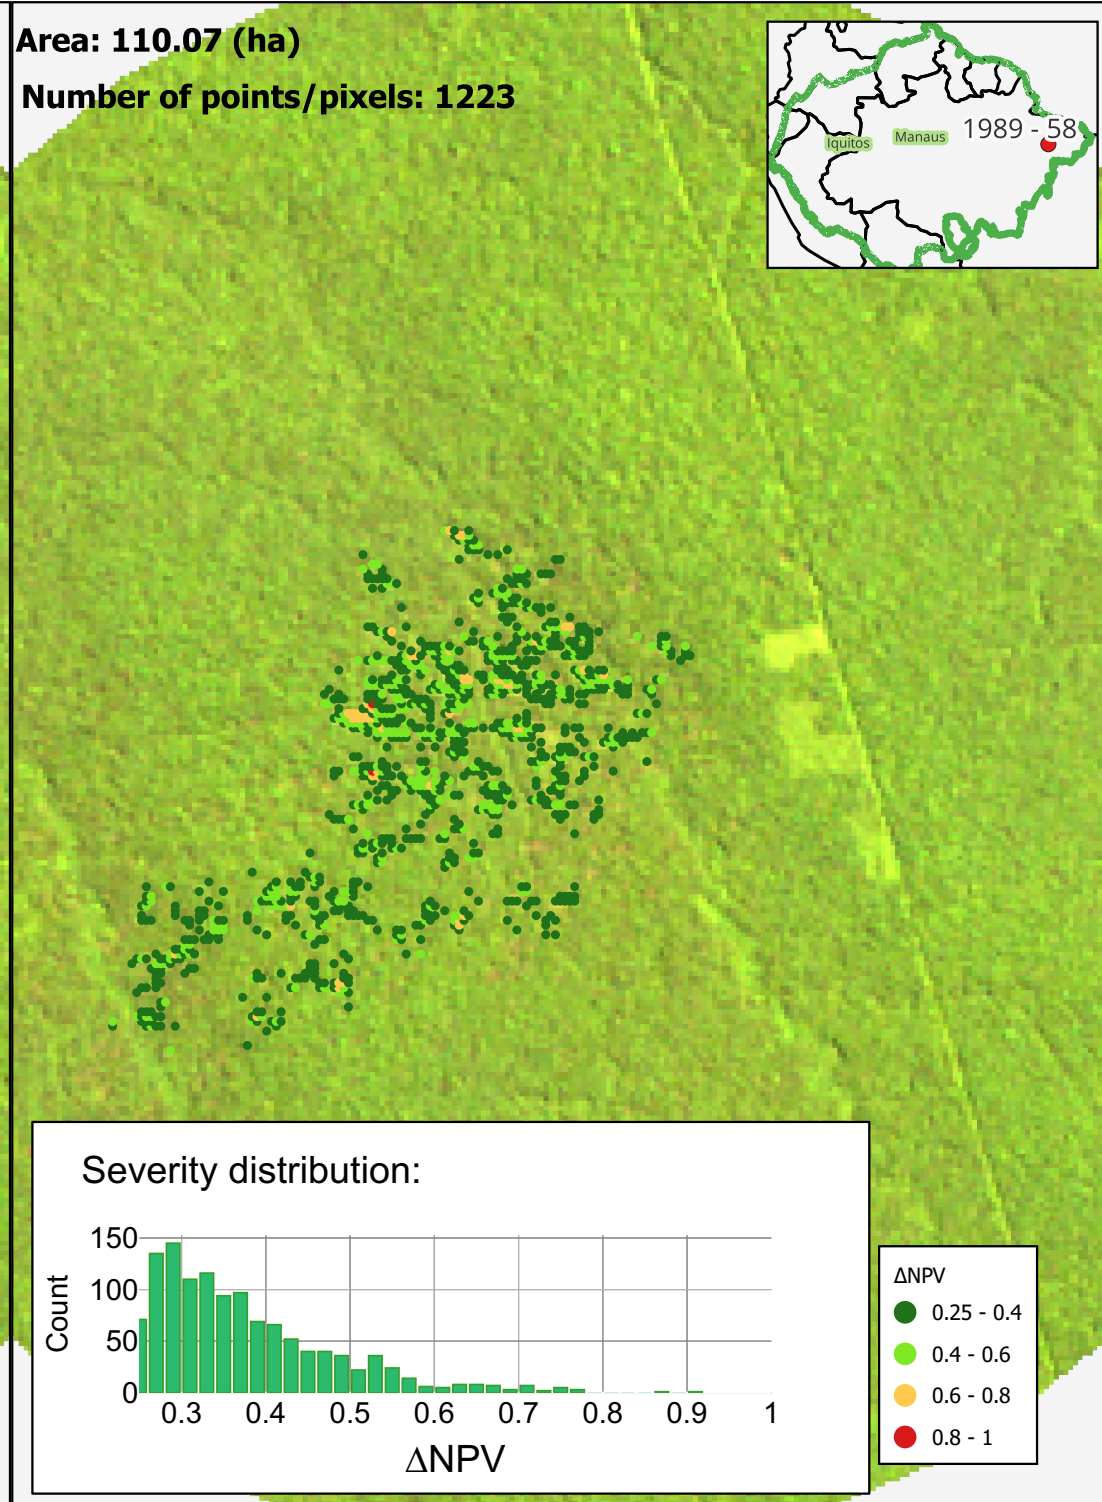 Area: 110.07 (ha)
Number of points/pixels: 1223
1989 - 58
Iquitos
Manaus
Severity distribution:
150
100
50
0
Count
0.3 0.4 0.5 0.6 0.7 0.8 0.9 1
ΔNPV
ΔNPV
0.25 - 0.4
0.4 - 0.6
0.6 - 0.8
0.8 - 1